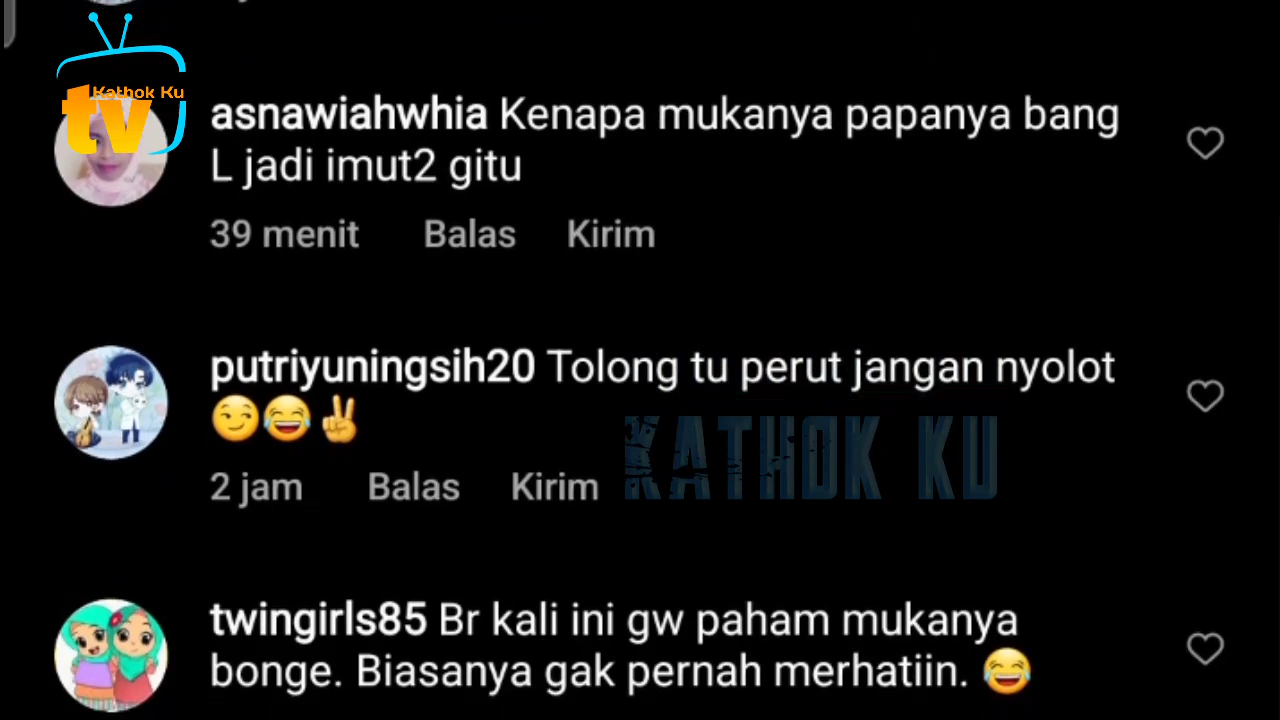 Kathok Ku
tv
asnawiahwhia Kenapa mukanya papanya bang
L jadi imut2 gitu
39 menit Balas Kirim
putriyuningsih20 Tolong tu perut jangan nyolot
😏😂✌️
2 jam Balas Kirim
KATHOK KU
twingirls85 Br kali ini gw paham mukanya
bonge. Biasanya gak pernah merhatiin. 😂